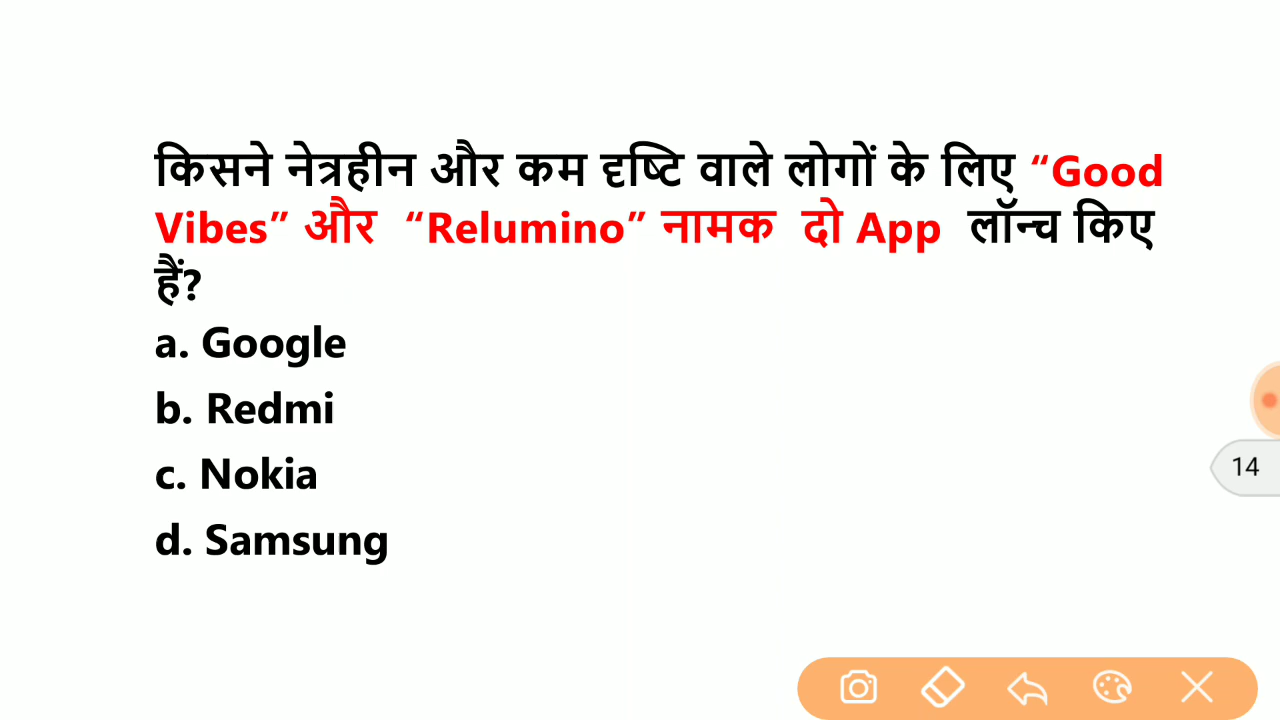 किसने नेत्रहीन और कम दृष्टि वाले लोगों के लिए “Good
Vibes” और “Relumino” नामक दो App लॉन्च किए
हैं?
a. Google
b. Redmi
c. Nokia
d. Samsung
14